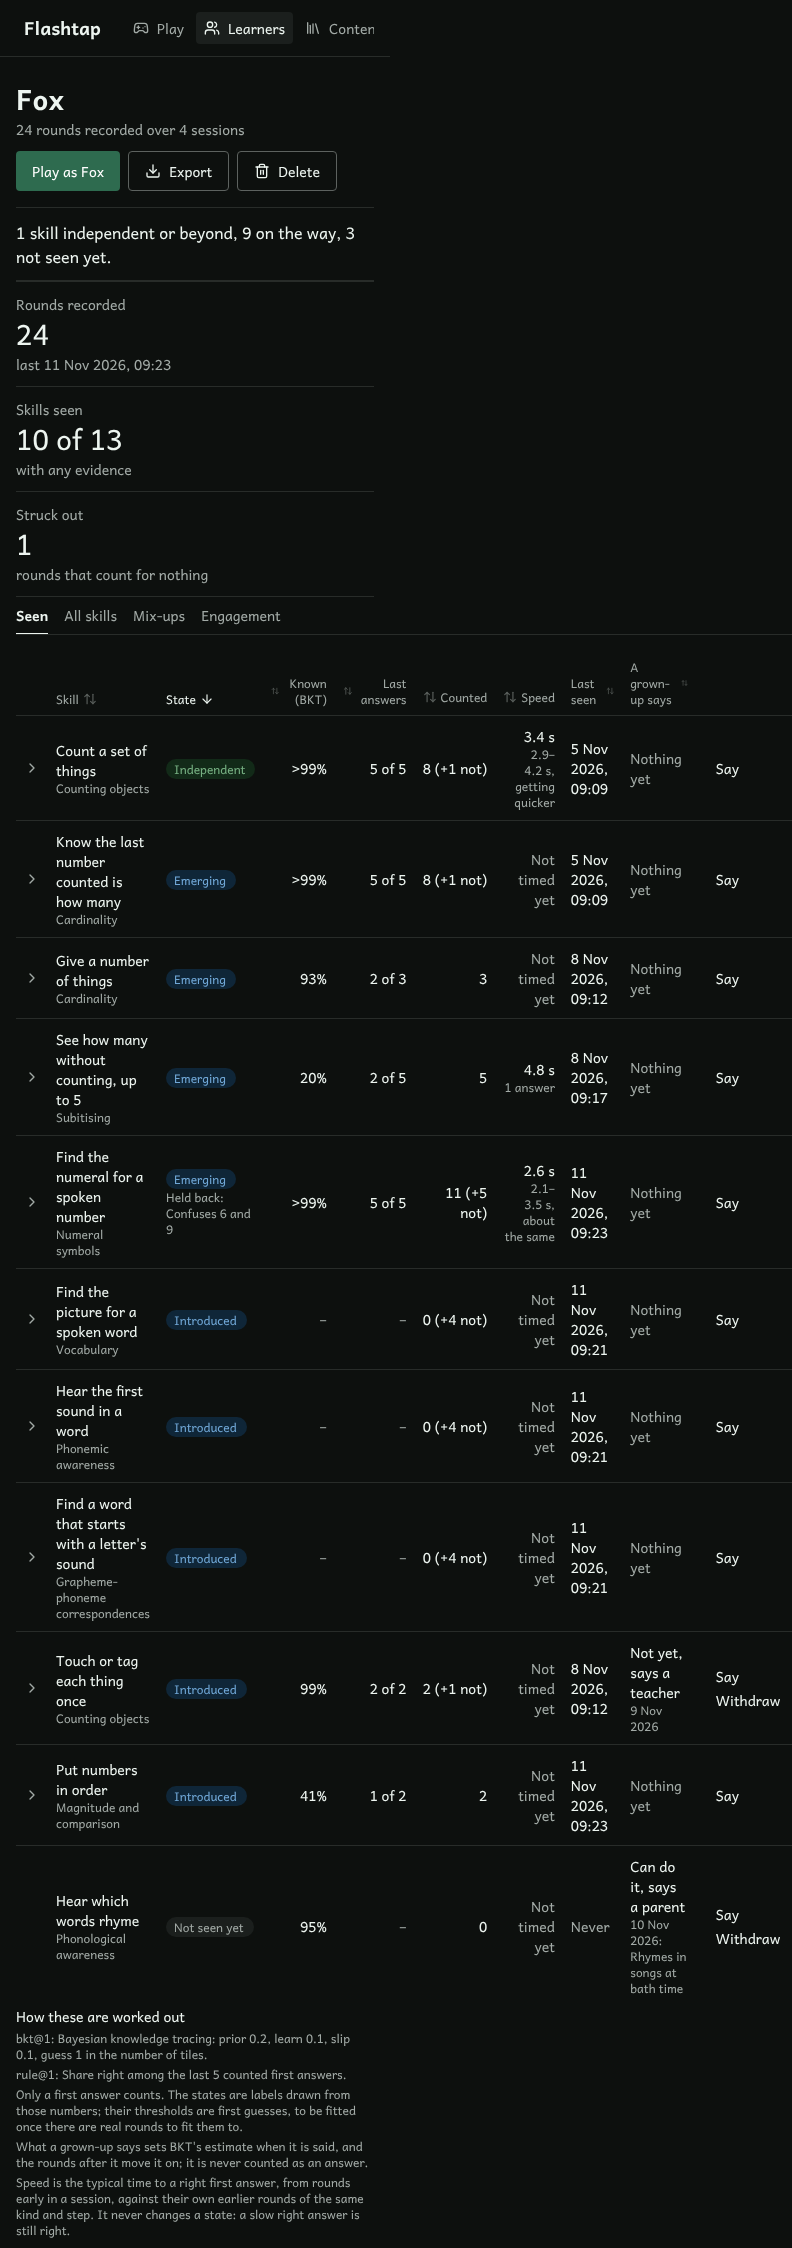 Flashtap
Play
Learners
Conten
Fox
24 rounds recorded over 4 sessions
Play as Fox
Export
Delete
1 skill independent or beyond, 9 on the way, 3
not seen yet.
Rounds recorded
24
last 11 Nov 2026, 09:23
Skills seen
10 of 13
with any evidence
Struck out
1
rounds that count for nothing
Seen
All skills
Mix-ups
Engagement
Skill
State
Known
(BKT)
Last
answers
Counted
Speed
Last
seen
A
grown-
up says
Count a set of
things
Counting objects
Independent
>99%
5 of 5
8 (+1 not)
3.4 s
2.9–
4.2 s,
getting
quicker
5 Nov
2026,
09:09
Nothing
yet
Say
Know the last
number
counted is
how many
Cardinality
Emerging
>99%
5 of 5
8 (+1 not)
Not
timed
yet
5 Nov
2026,
09:09
Nothing
yet
Say
Give a number
of things
Cardinality
Emerging
93%
2 of 3
3
Not
timed
yet
8 Nov
2026,
09:12
Nothing
yet
Say
See how many
without
counting, up
to 5
Subitising
Emerging
20%
2 of 5
5
4.8 s
1 answer
8 Nov
2026,
09:17
Nothing
yet
Say
Find the
numeral for a
spoken
number
Numeral
symbols
Emerging
Held back:
Confuses 6 and
9
>99%
5 of 5
11 (+5
not)
2.6 s
2.1–
3.5 s,
about
the same
11
Nov
2026,
09:23
Nothing
yet
Say
Find the
picture for a
spoken word
Vocabulary
Introduced
–
–
0 (+4 not)
Not
timed
yet
11
Nov
2026,
09:21
Nothing
yet
Say
Hear the first
sound in a
word
Phonemic
awareness
Introduced
–
–
0 (+4 not)
Not
timed
yet
11
Nov
2026,
09:21
Nothing
yet
Say
Find a word
that starts
with a letter's
sound
Grapheme-
phoneme
correspondences
Introduced
–
–
0 (+4 not)
Not
timed
yet
11
Nov
2026,
09:21
Nothing
yet
Say
Touch or tag
each thing
once
Counting objects
Introduced
99%
2 of 2
2 (+1 not)
Not
timed
yet
8 Nov
2026,
09:12
Not yet,
says a
teacher
9 Nov
2026
Say
Withdraw
Put numbers
in order
Magnitude and
comparison
Introduced
41%
1 of 2
2
Not
timed
yet
11
Nov
2026,
09:23
Nothing
yet
Say
Hear which
words rhyme
Phonological
awareness
Not seen yet
95%
–
0
Not
timed
yet
Never
Can do
it, says
a parent
10 Nov
2026:
Rhymes in
songs at
bath time
Say
Withdraw
How these are worked out
bkt@1: Bayesian knowledge tracing: prior 0.2, learn 0.1, slip
0.1, guess 1 in the number of tiles.
rule@1: Share right among the last 5 counted first answers.
Only a first answer counts. The states are labels drawn from
those numbers; their thresholds are first guesses, to be fitted
once there are real rounds to fit them to.
What a grown-up says sets BKT's estimate when it is said, and
the rounds after it move it on; it is never counted as an answer.
Speed is the typical time to a right first answer, from rounds
early in a session, against their own earlier rounds of the same
kind and step. It never changes a state: a slow right answer is
still right.